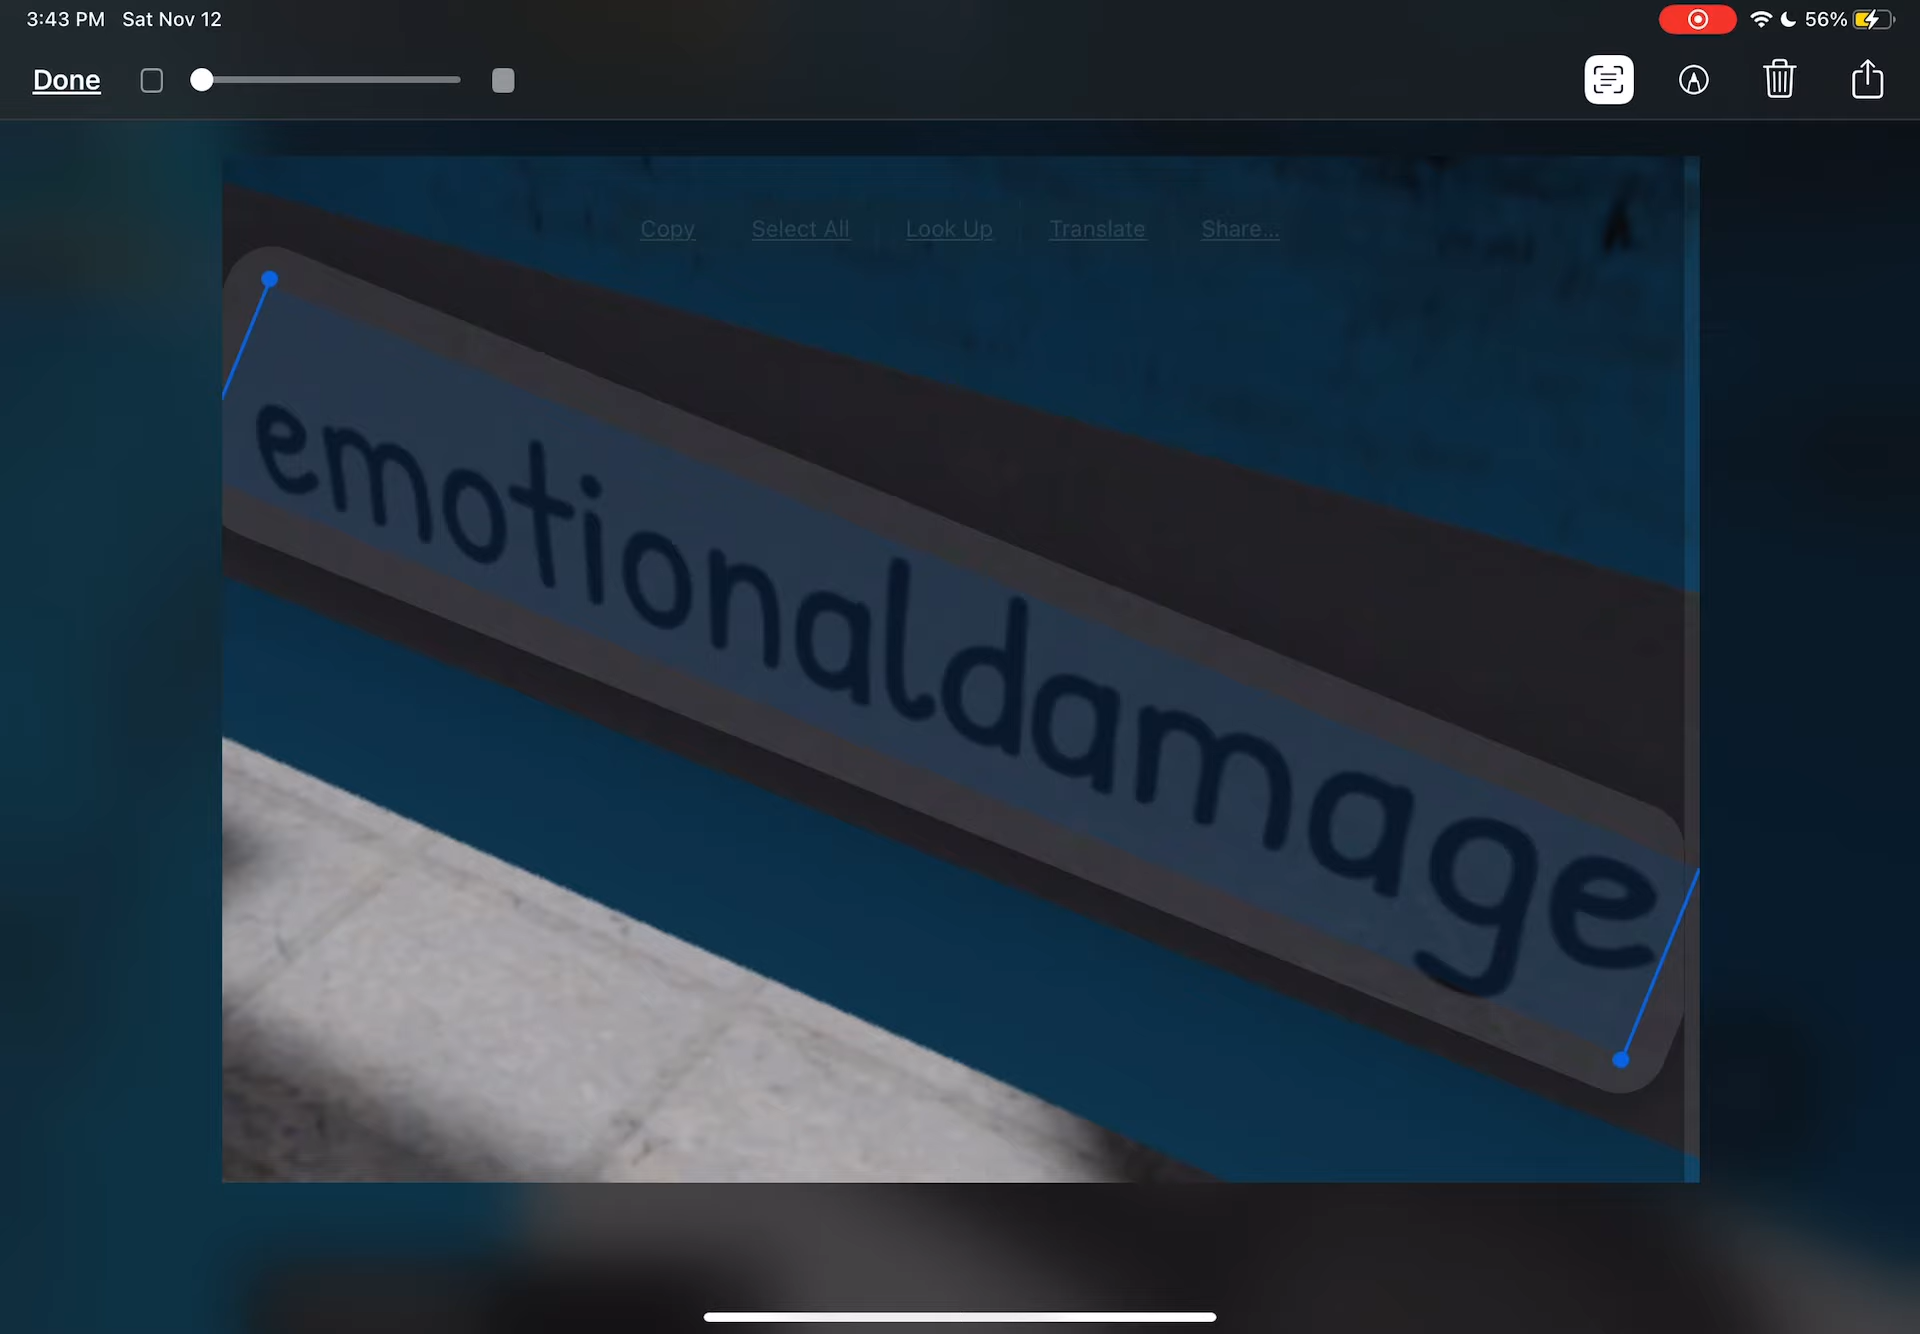 3:43 PM Sat Nov 12
56%
Done
Copy Select All Look Up Translate Share...
emotionaldamage